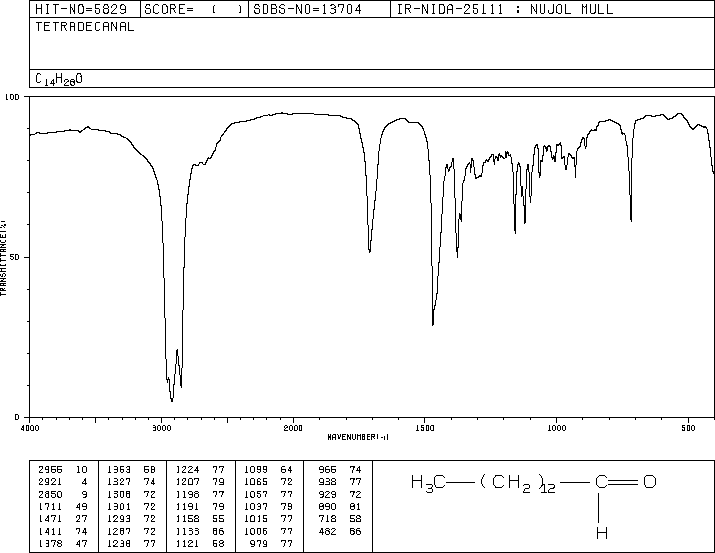 HIT-NO=5829 SCORE= ( ) SDBS-NO=13704 IR-NIDA-25111 : NUJOL MULL
TETRADECANAL
C14H28O
100
50
0
TRANSMITTANCE(%)
4000 3000 2000 1500 1000 500
WAVENUMBER(-1)
2955 10 1363 60 1224 77 1099 64 966 74
2921 4 1327 74 1207 79 1065 72 938 77
2850 9 1308 72 1198 77 1057 77 929 72
1711 49 1301 72 1191 79 1037 79 890 81
1471 27 1293 72 1158 55 1015 77 718 58
1411 74 1287 72 1133 66 1006 77 482 86
1378 47 1238 77 1121 58 979 77
H3C—(CH2)12—C=O
H